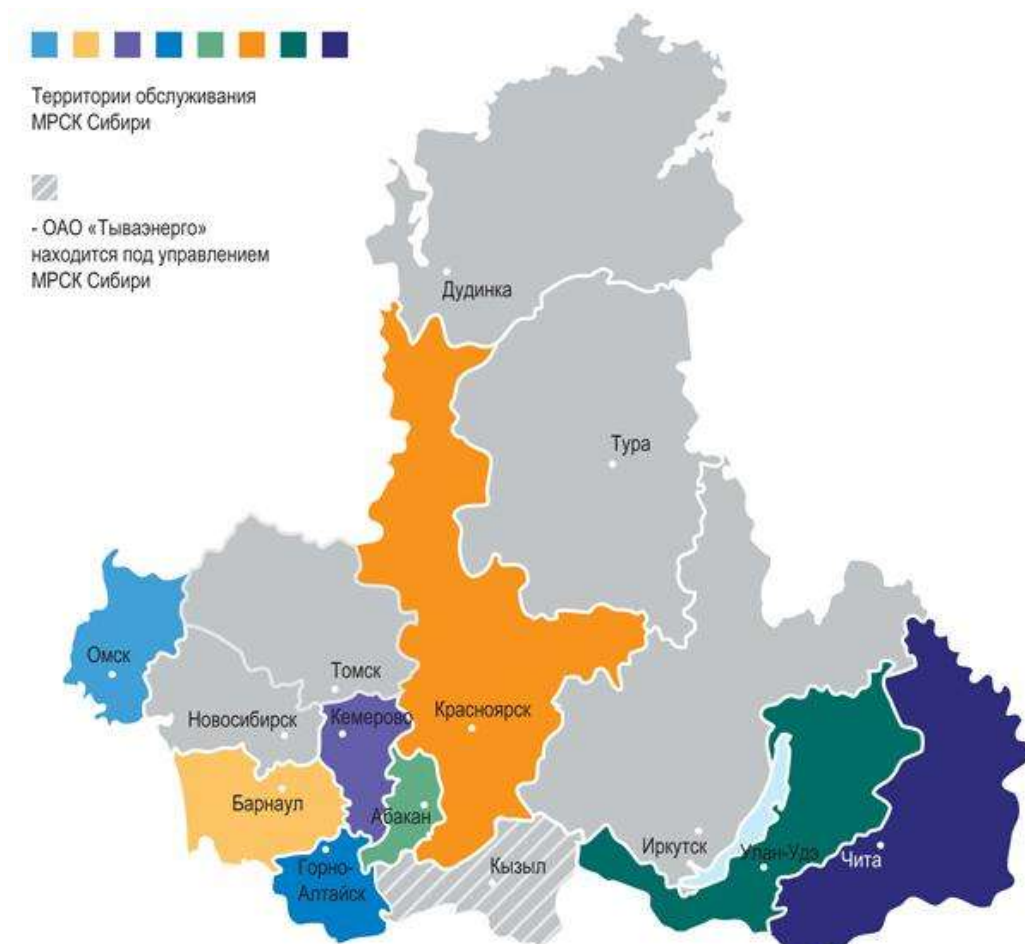 Территории обслуживания
МРСК Сибири
- ОАО «Тываэнерго»
находится под управлением
МРСК Сибири
Дудинка
Тура
Омск
Томск
Новосибирск
Кемерово
Красноярск
Барнаул
Абакан
Иркутск
Улан-Удэ
Чита
Горно-
Алтайск
Кызыл